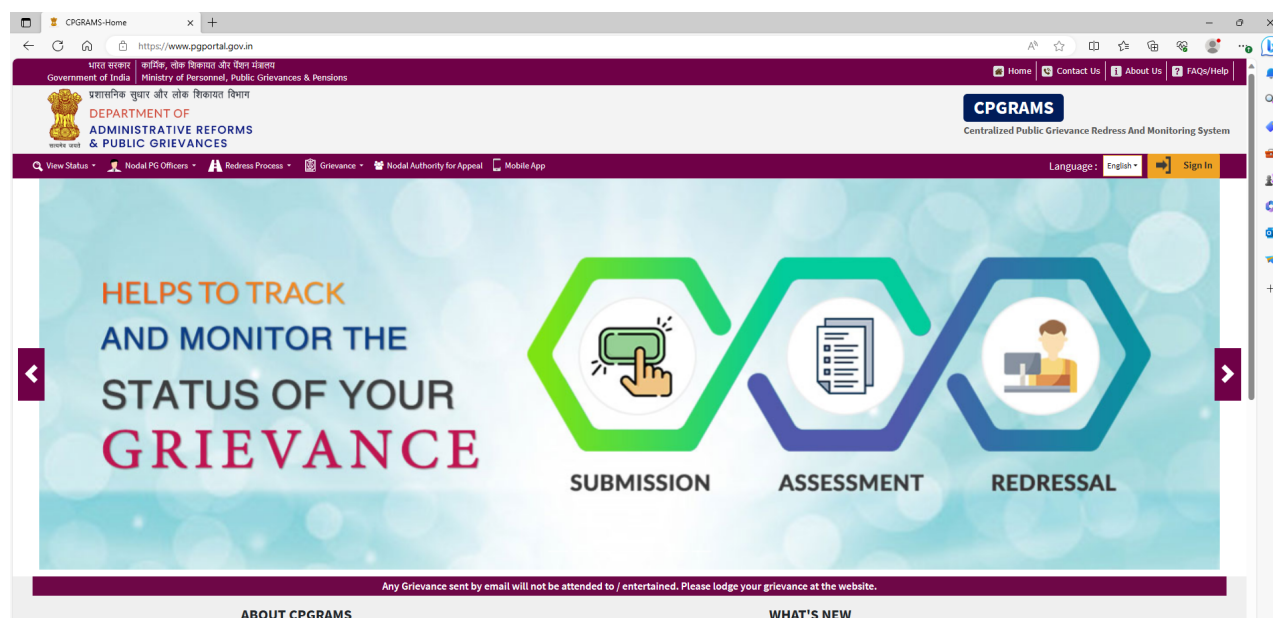 CPGRAMS-Home
https://www.pgportal.gov.in
भारत सरकार कार्मिक, लोक शिकायत और पेंशन मंत्रालय
Government of India Ministry of Personnel, Public Grievances & Pensions
Home Contact Us About Us FAQs/Help
प्रशासनिक सुधार और लोक शिकायत विभाग
DEPARTMENT OF
ADMINISTRATIVE REFORMS
& PUBLIC GRIEVANCES
सत्यमेव जयते
CPGRAMS
Centralized Public Grievance Redress And Monitoring System
View Status Nodal PG Officers Redress Process Grievance Nodal Authority for Appeal Mobile App Language : English Sign In
HELPS TO TRACK
AND MONITOR THE
STATUS OF YOUR
GRIEVANCE
SUBMISSION ASSESSMENT REDRESSAL
Any Grievance sent by email will not be attended to / entertained. Please lodge your grievance at the website.
ABOUT CPGRAMS WHAT'S NEW